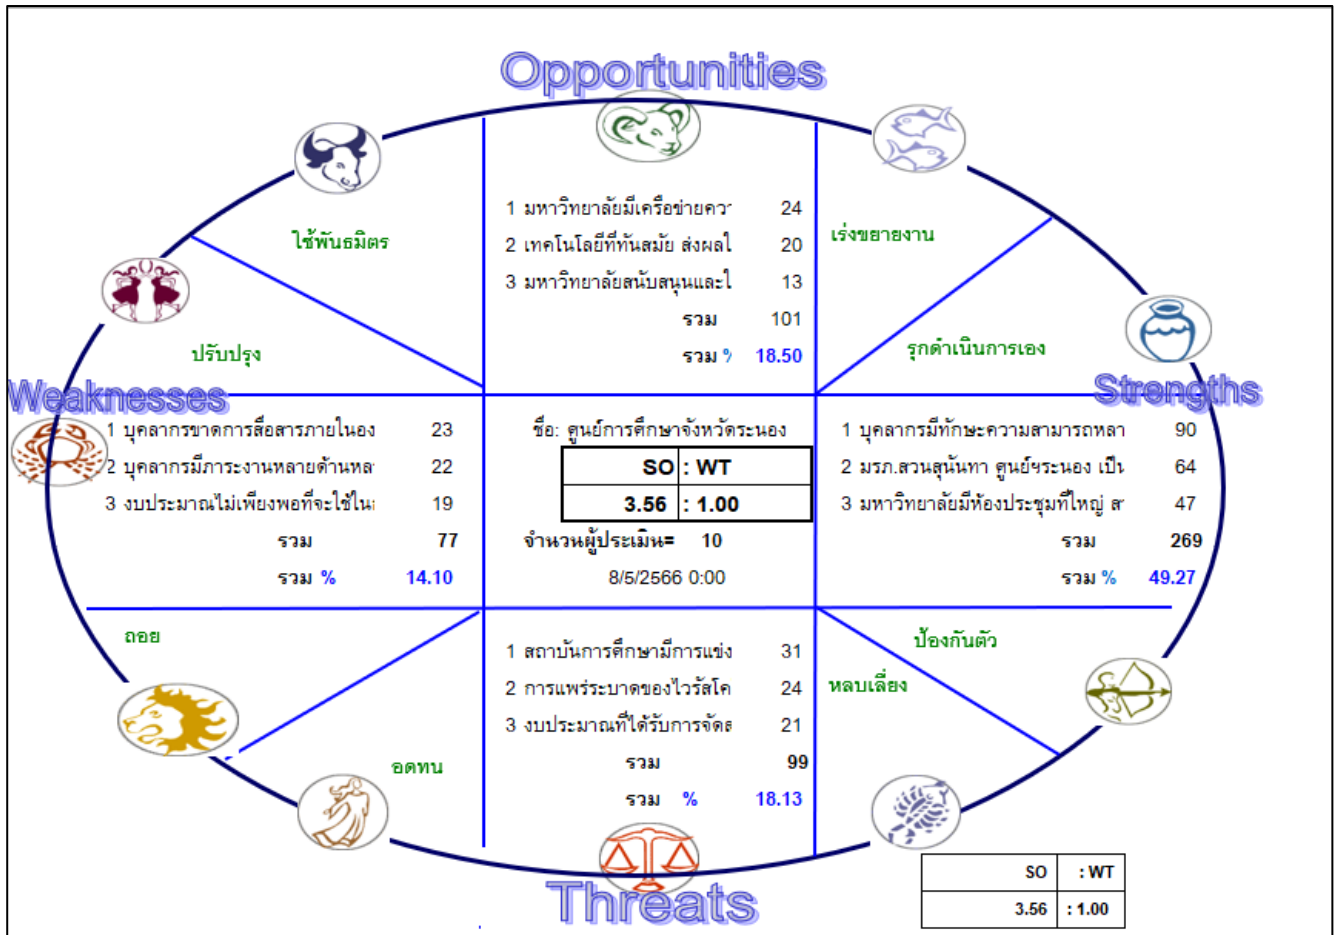 Opportunities
1 มหาวิทยาลัยมีเครือข่ายควา 24
2 เทคโนโลยีที่ทันสมัย ส่งผลใ 20
3 มหาวิทยาลัยสนับสนุนและใ 13
รวม 101
รวม % 18.50
ใช้พันธมิตร
เร่งขยายงาน
ปรับปรุง
รุกดำเนินการเอง
Weaknesses
1 บุคลากรขาดการสื่อสารภายในอง 23
2 บุคลากรมีภาระงานหลายด้านหล 22
3 งบประมาณไม่เพียงพอที่จะใช้ใน 19
รวม 77
รวม % 14.10
ชื่อ: ศูนย์การศึกษาจังหวัดระนอง
SO : WT
3.56 : 1.00
จำนวนผู้ประเมิน= 10
8/5/2566 0:00
Strengths
1 บุคลากรมีทักษะความสามารถหลา 90
2 มรภ.สวนสุนันทา ศูนย์ฯระนอง เป็น 64
3 มหาวิทยาลัยมีห้องประชุมที่ใหญ่ ส 47
รวม 269
รวม % 49.27
ถอย
อดทน
1 สถาบันการศึกษามีการแข่ง 31
2 การแพร่ระบาดของไวรัสโค 24
3 งบประมาณที่ได้รับการจัดส 21
รวม 99
รวม % 18.13
ป้องกันตัว
หลบเลี่ยง
Threats
SO : WT
3.56 : 1.00